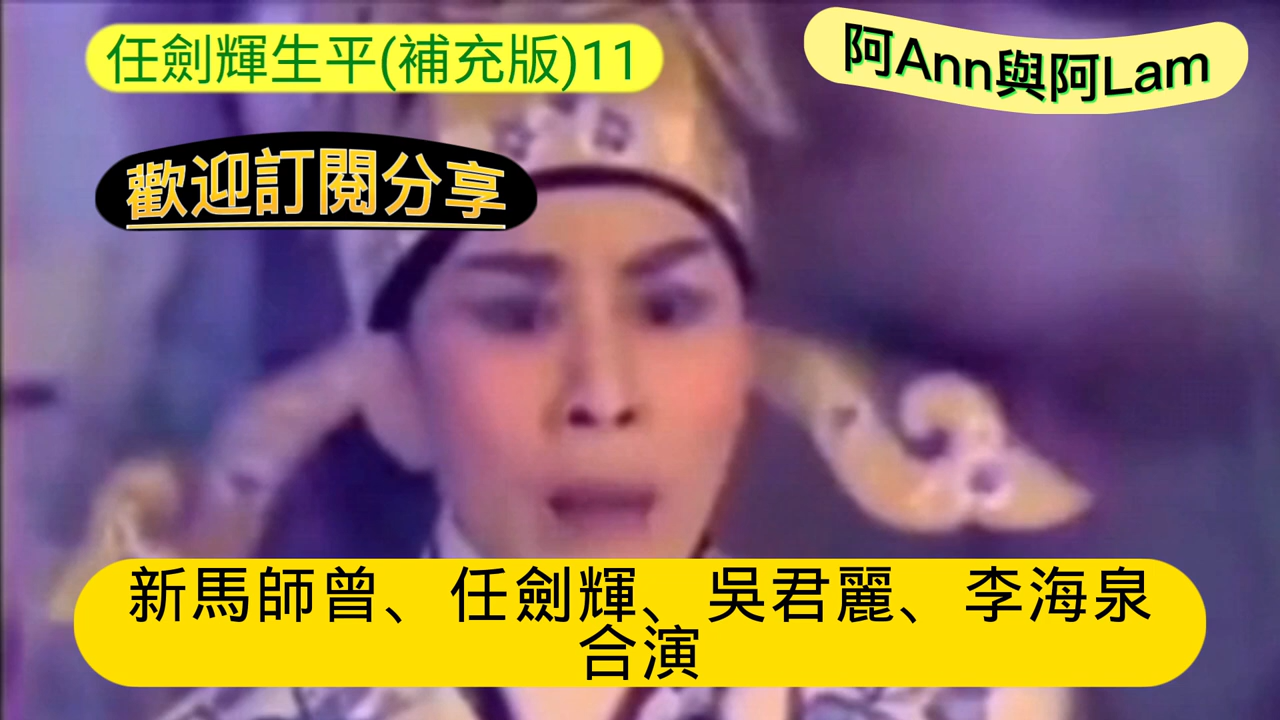 任劍輝生平(補充版)11
阿Ann與阿Lam
歡迎訂閱分享
新馬師曾、任劍輝、吳君麗、李海泉
合演